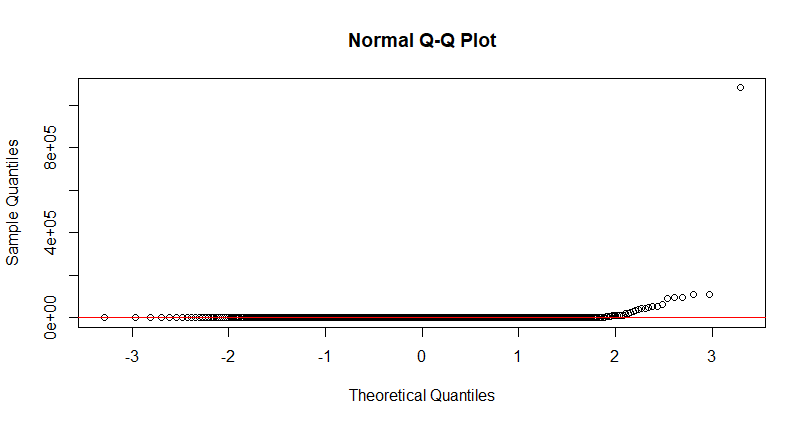 Normal Q-Q Plot
Sample Quantiles
8e+05
4e+05
0e+00
-3 -2 -1 0 1 2 3
Theoretical Quantiles